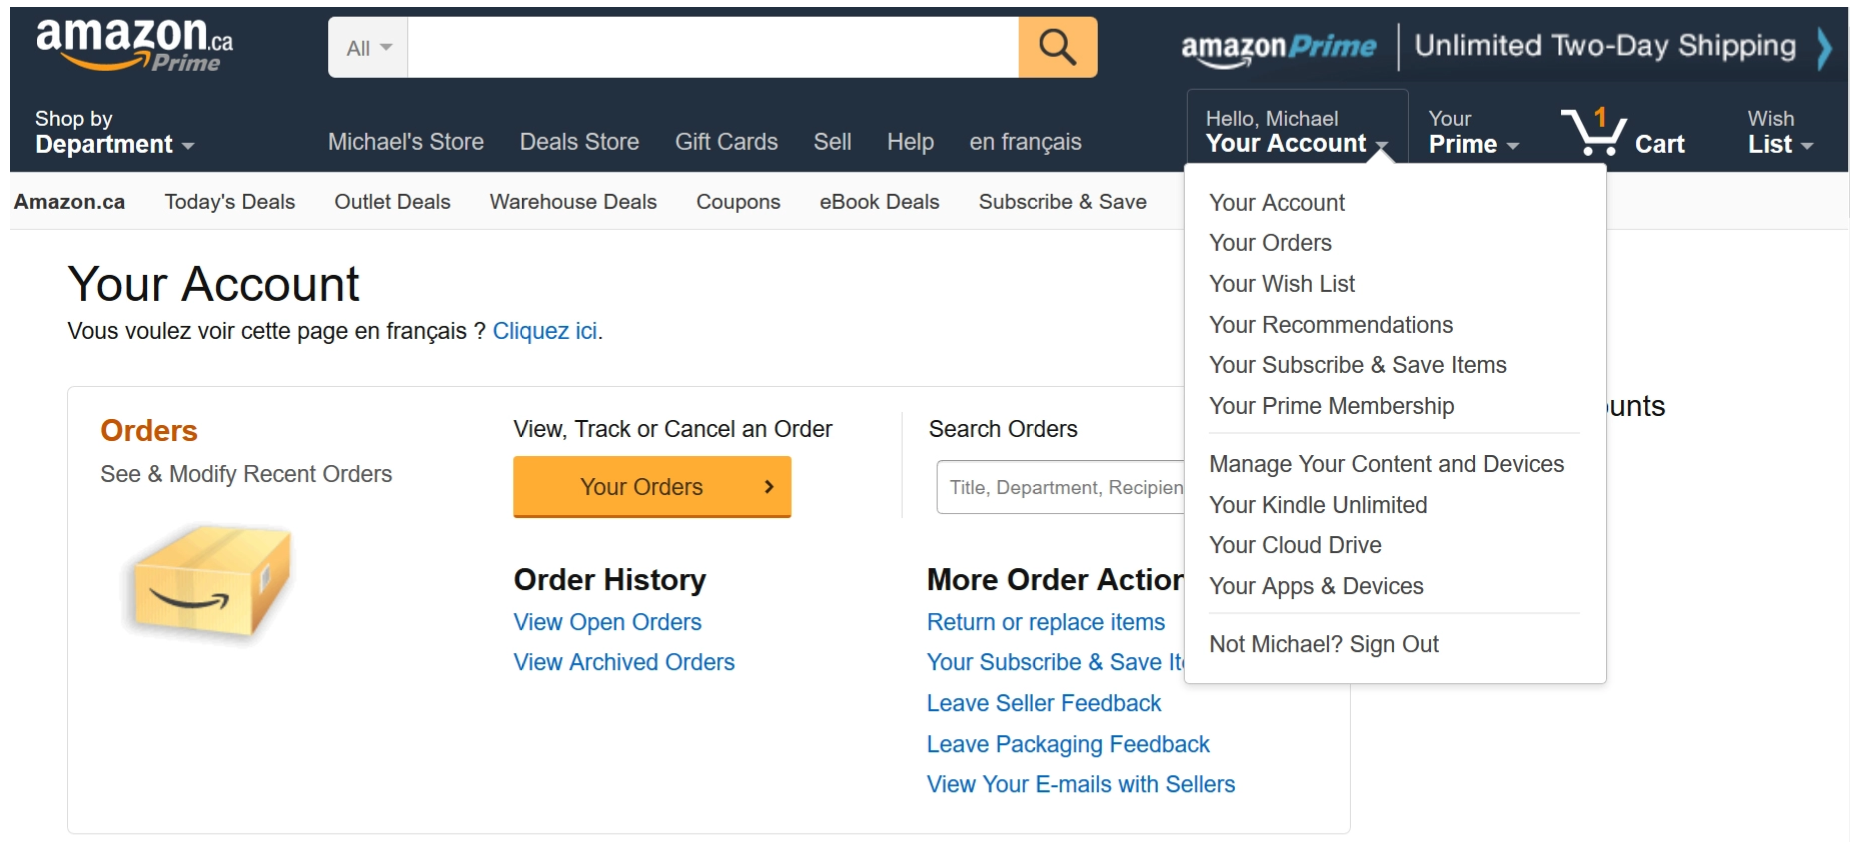 amazon.ca
Prime
All
amazonPrime
Unlimited Two-Day Shipping
Shop by
Department
Michael's Store
Deals Store
Gift Cards
Sell
Help
en français
Hello, Michael
Your Account
Your
Prime
1
Cart
Wish
List
Amazon.ca
Today's Deals
Outlet Deals
Warehouse Deals
Coupons
eBook Deals
Subscribe & Save
Your Account
Vous voulez voir cette page en français ? Cliquez ici.
Orders
See & Modify Recent Orders
View, Track or Cancel an Order
Your Orders
Order History
View Open Orders
View Archived Orders
Search Orders
Title, Department, Recipien
More Order Action
Return or replace items
Your Subscribe & Save Ite
Leave Seller Feedback
Leave Packaging Feedback
View Your E-mails with Sellers
Your Account
Your Orders
Your Wish List
Your Recommendations
Your Subscribe & Save Items
Your Prime Membership
Manage Your Content and Devices
Your Kindle Unlimited
Your Cloud Drive
Your Apps & Devices
Not Michael? Sign Out
ounts